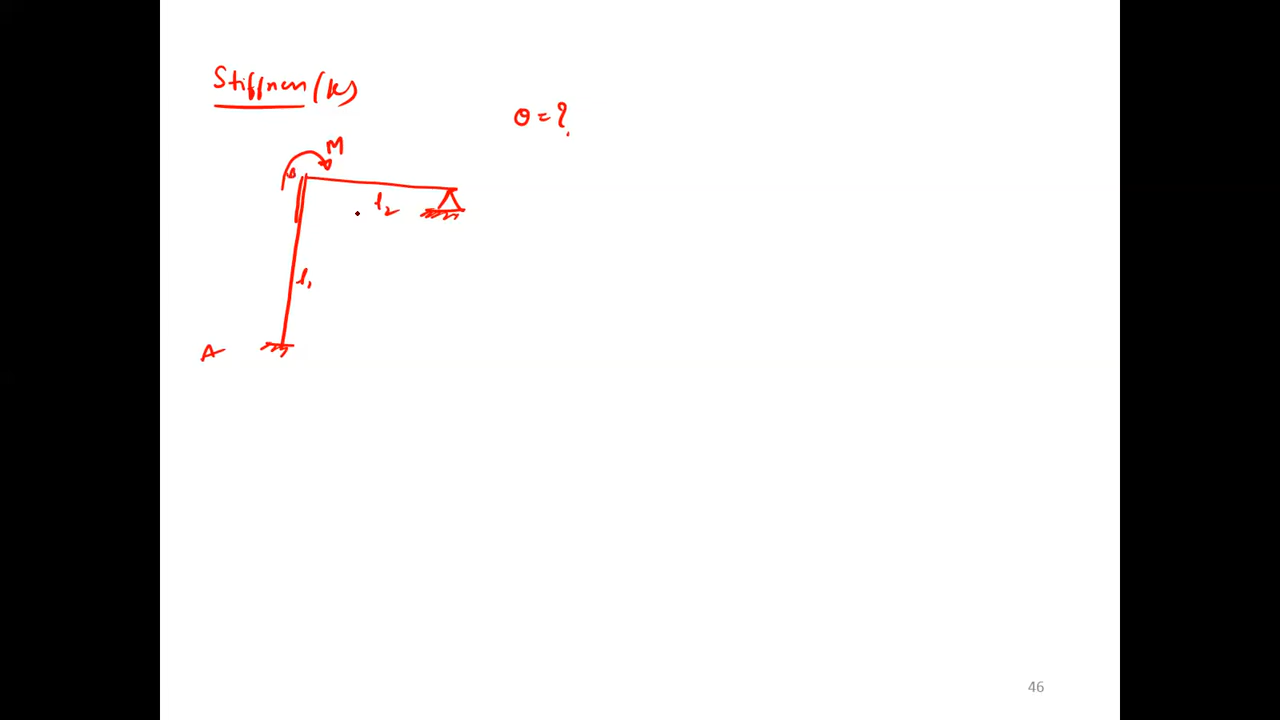 Stiffness (k)
θ = ?
M
θ
l₂
l₁
A
46